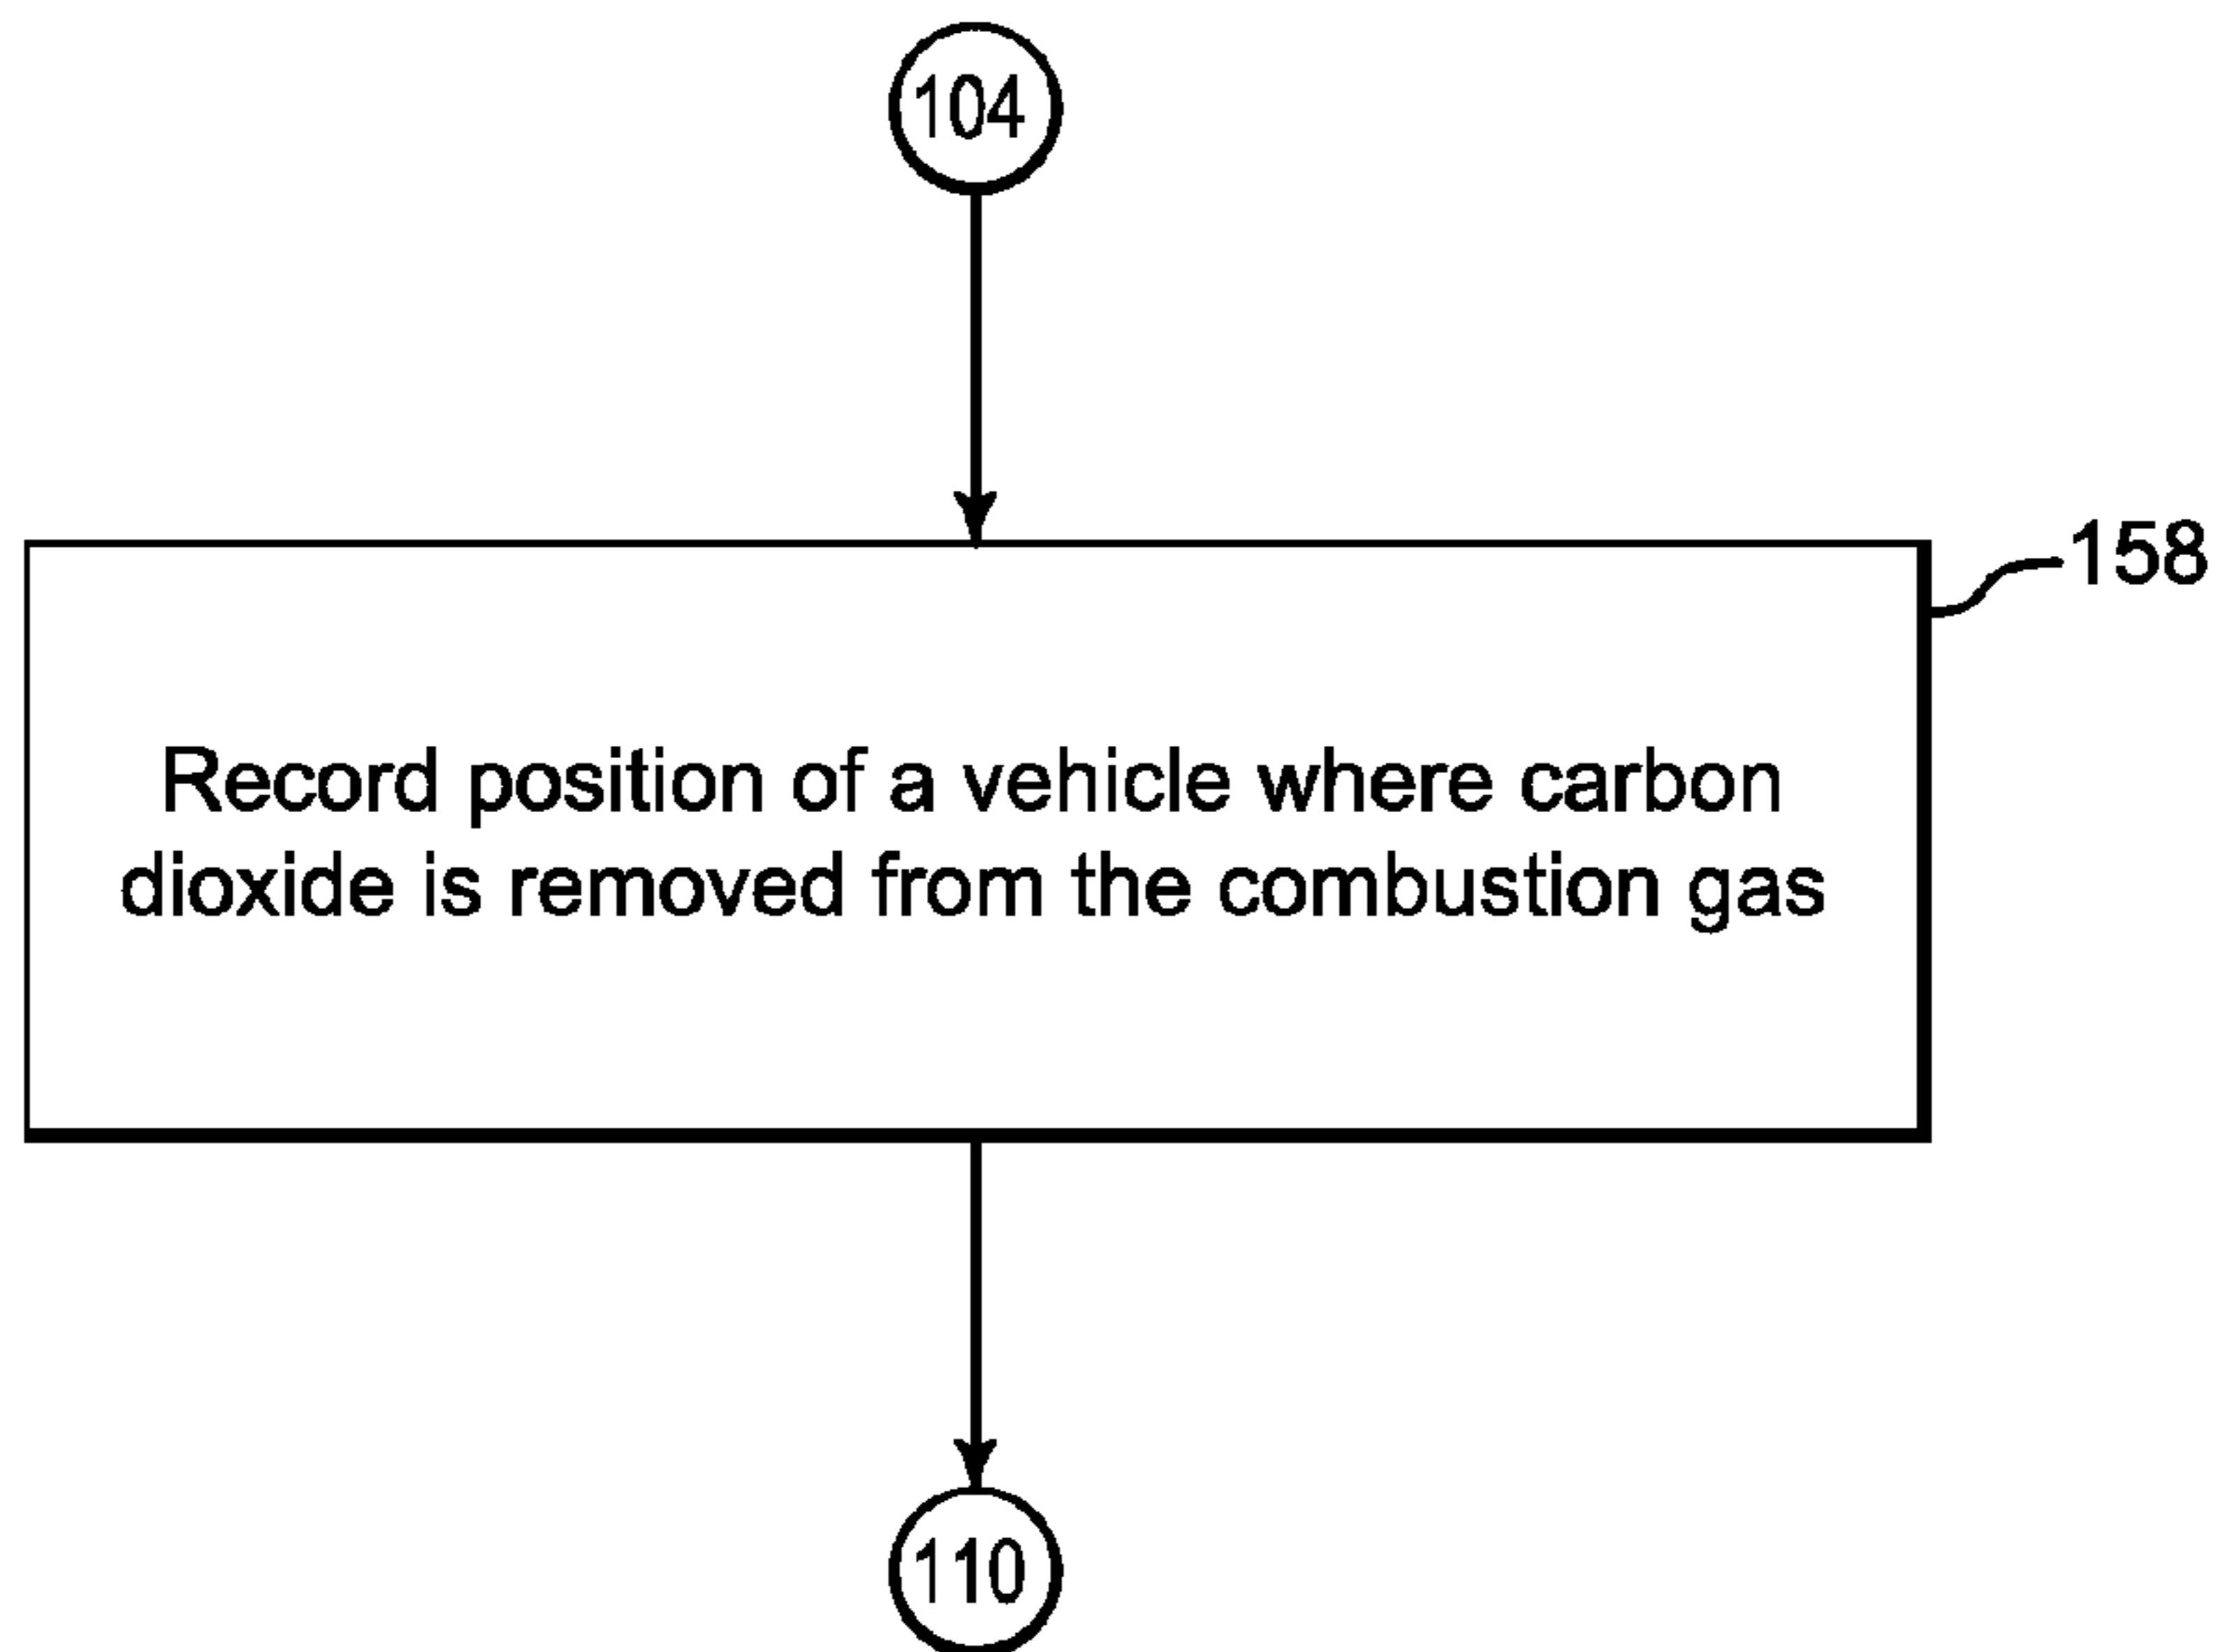 104
158
Record position of a vehicle where carbon
dioxide is removed from the combustion gas
110